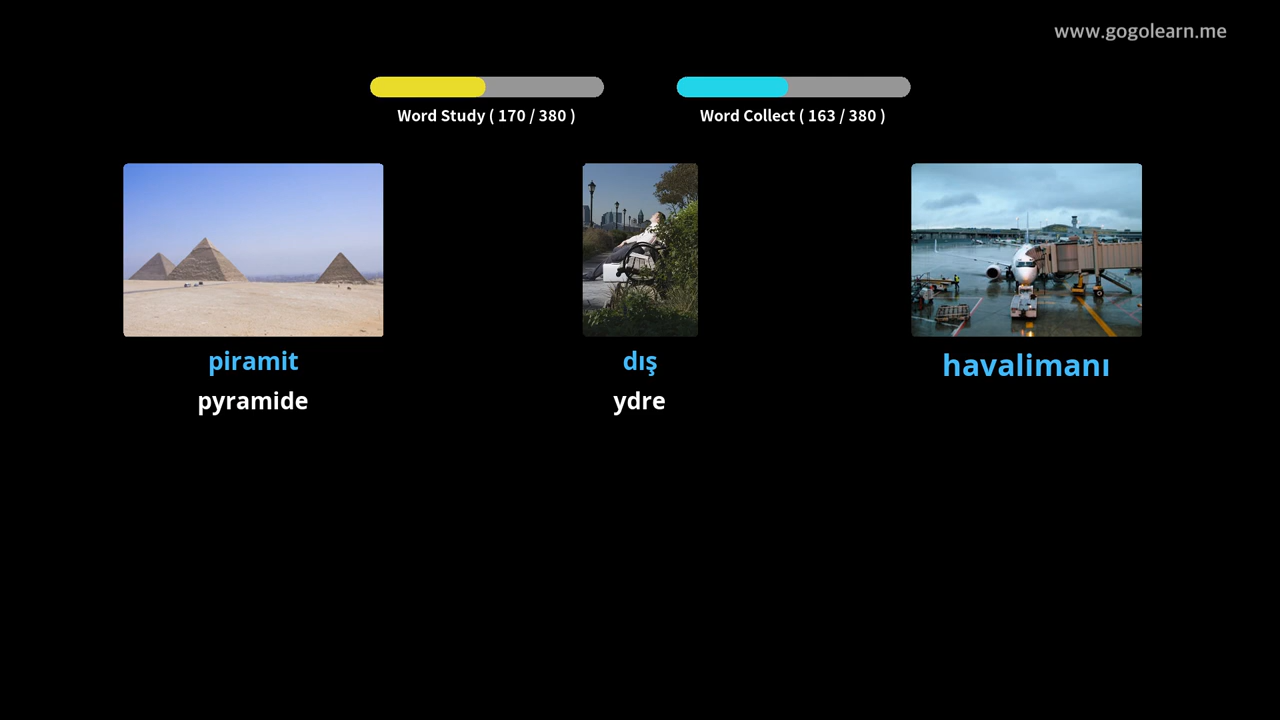 www.gogolearn.me
Word Study ( 170 / 380 )
Word Collect ( 163 / 380 )
piramit
pyramide
dış
ydre
havalimanı